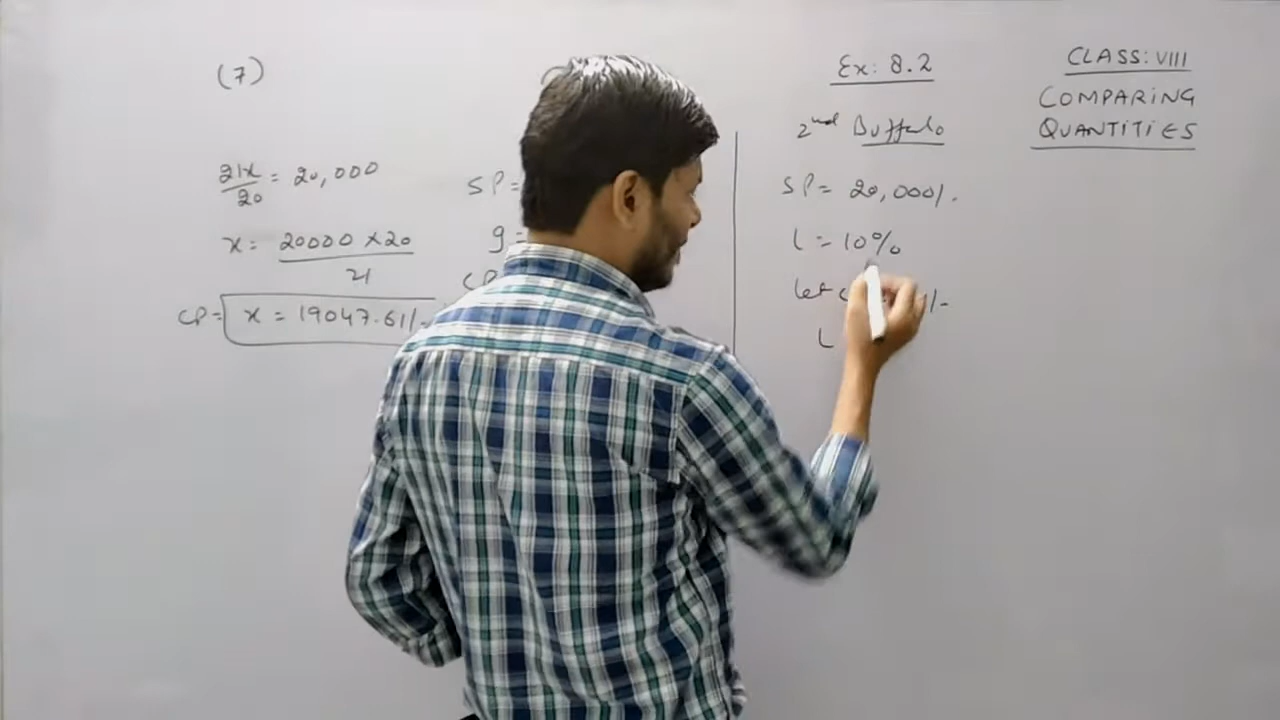 (7)
21x/20 = 20,000
x = 20000 × 20 / 21
CP = x = 19047.61/-
SP =
g =
CP
Ex: 8.2
2nd Buffalo
SP = 20,000/.
l = 10%
let /-
L
CLASS: VIII
COMPARING
QUANTITIES